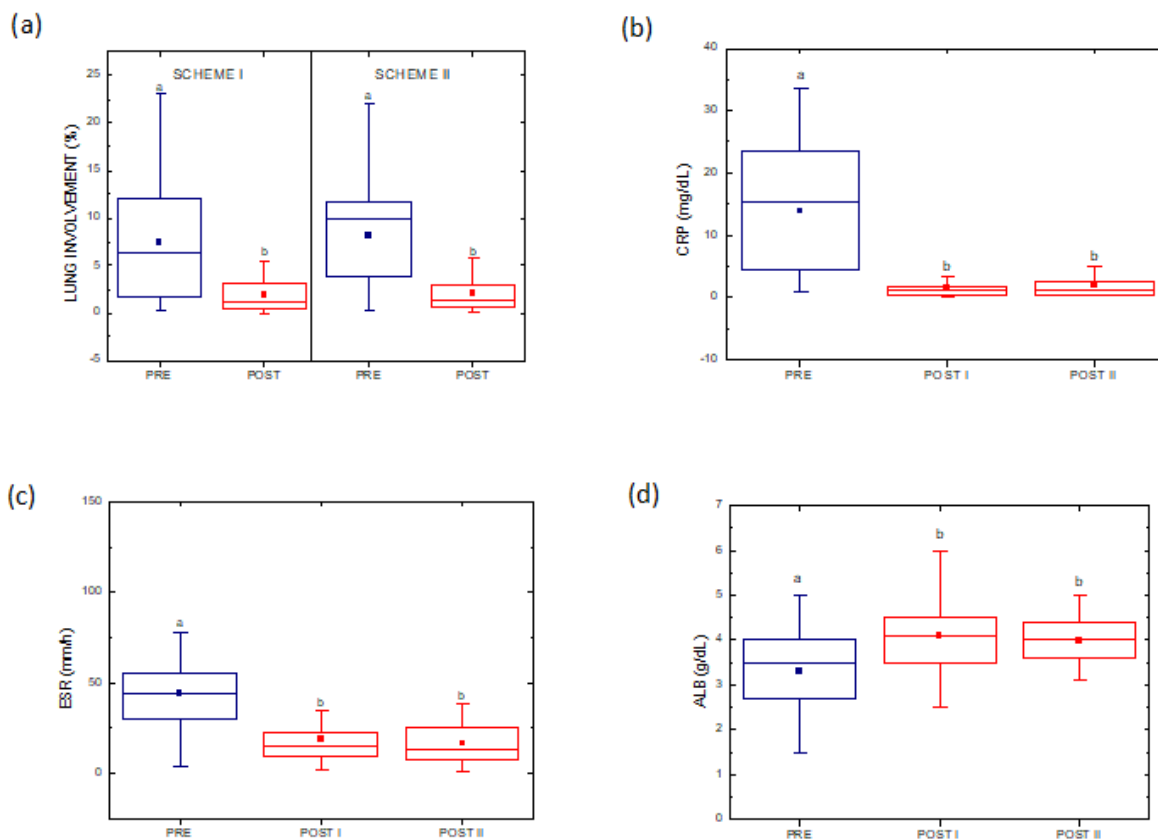 (a)
SCHEME I
SCHEME II
a
a
b
b
25
20
15
10
5
0
-5
LUNG INVOLVEMENT (%)
PRE
POST
PRE
POST
(b)
40
30
20
10
0
-10
CRP (mg/dL)
a
b
b
PRE
POST I
POST II
(c)
150
100
50
0
ESR (mm/h)
a
b
b
PRE
POST I
POST II
(d)
7
6
5
4
3
2
1
0
ALB (g/dL)
a
b
b
PRE
POST I
POST II